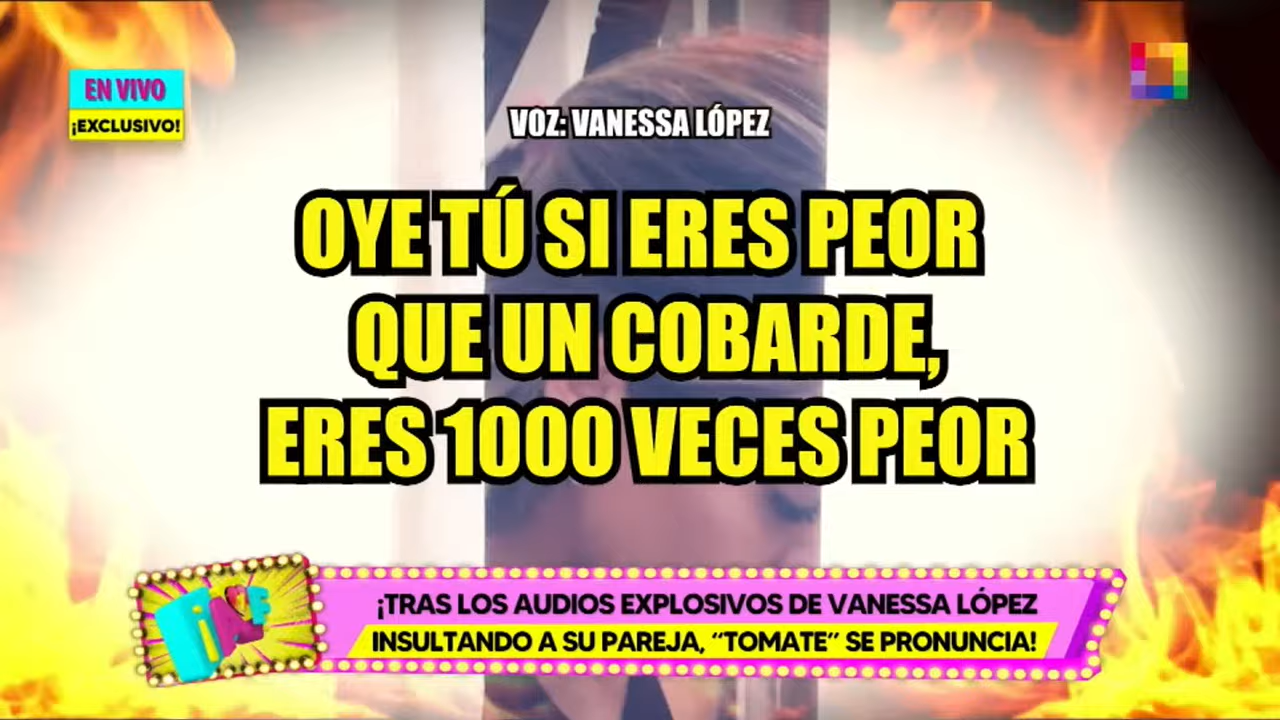 EN VIVO
¡EXCLUSIVO!
VOZ: VANESSA LÓPEZ
OYE TÚ SI ERES PEOR
QUE UN COBARDE,
ERES 1000 VECES PEOR
¡TRAS LOS AUDIOS EXPLOSIVOS DE VANESSA LÓPEZ
INSULTANDO A SU PAREJA, “TOMATE” SE PRONUNCIA!